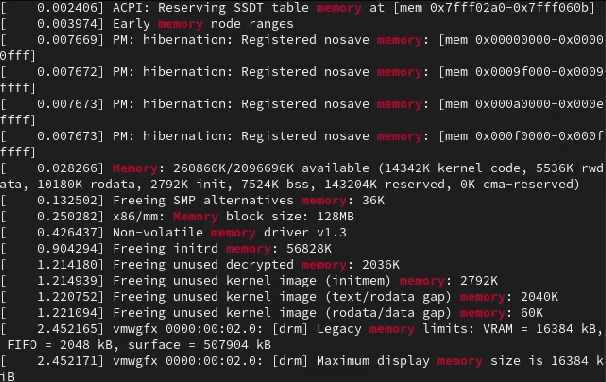 [    0.002406] ACPI: Reserving SSDT table memory at [mem 0x7fff02a0-0x7fff060b]
[    0.003974] Early memory node ranges
[    0.007669] PM: hibernation: Registered nosave memory: [mem 0x00000000-0x0000
0fff]
[    0.007672] PM: hibernation: Registered nosave memory: [mem 0x0009f000-0x0009
ffff]
[    0.007673] PM: hibernation: Registered nosave memory: [mem 0x000a0000-0x000e
ffff]
[    0.007673] PM: hibernation: Registered nosave memory: [mem 0x000f0000-0x000f
ffff]
[    0.028266] Memory: 260860K/2096696K available (14342K kernel code, 5536K rwd
ata, 10180K rodata, 2792K init, 7524K bss, 143204K reserved, 0K cma-reserved)
[    0.132502] Freeing SMP alternatives memory: 36K
[    0.250282] x86/mm: Memory block size: 128MB
[    0.426437] Non-volatile memory driver v1.3
[    0.904294] Freeing initrd memory: 56828K
[    1.214180] Freeing unused decrypted memory: 2036K
[    1.214939] Freeing unused kernel image (initmem) memory: 2792K
[    1.220752] Freeing unused kernel image (text/rodata gap) memory: 2040K
[    1.221094] Freeing unused kernel image (rodata/data gap) memory: 60K
[    2.452165] vmwgfx 0000:00:02.0: [drm] Legacy memory limits: VRAM = 16384 kB,
 FIFO = 2048 kB, surface = 507904 kB
[    2.452171] vmwgfx 0000:00:02.0: [drm] Maximum display memory size is 16384 k
iB